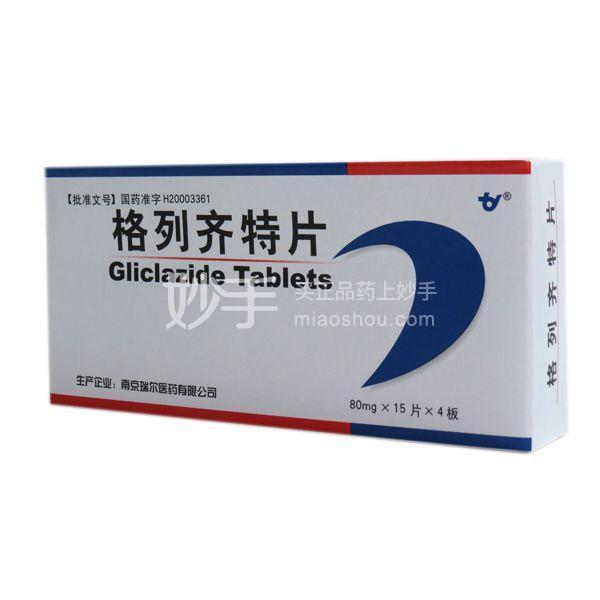 【批准文号】国药准字H20003361
格列齐特片
Gliclazide Tablets
妙手
买正品药上妙手
miaoshou.com
生产企业：南京瑞尔医药有限公司
80mg×15片×4板
®
格列齐特片